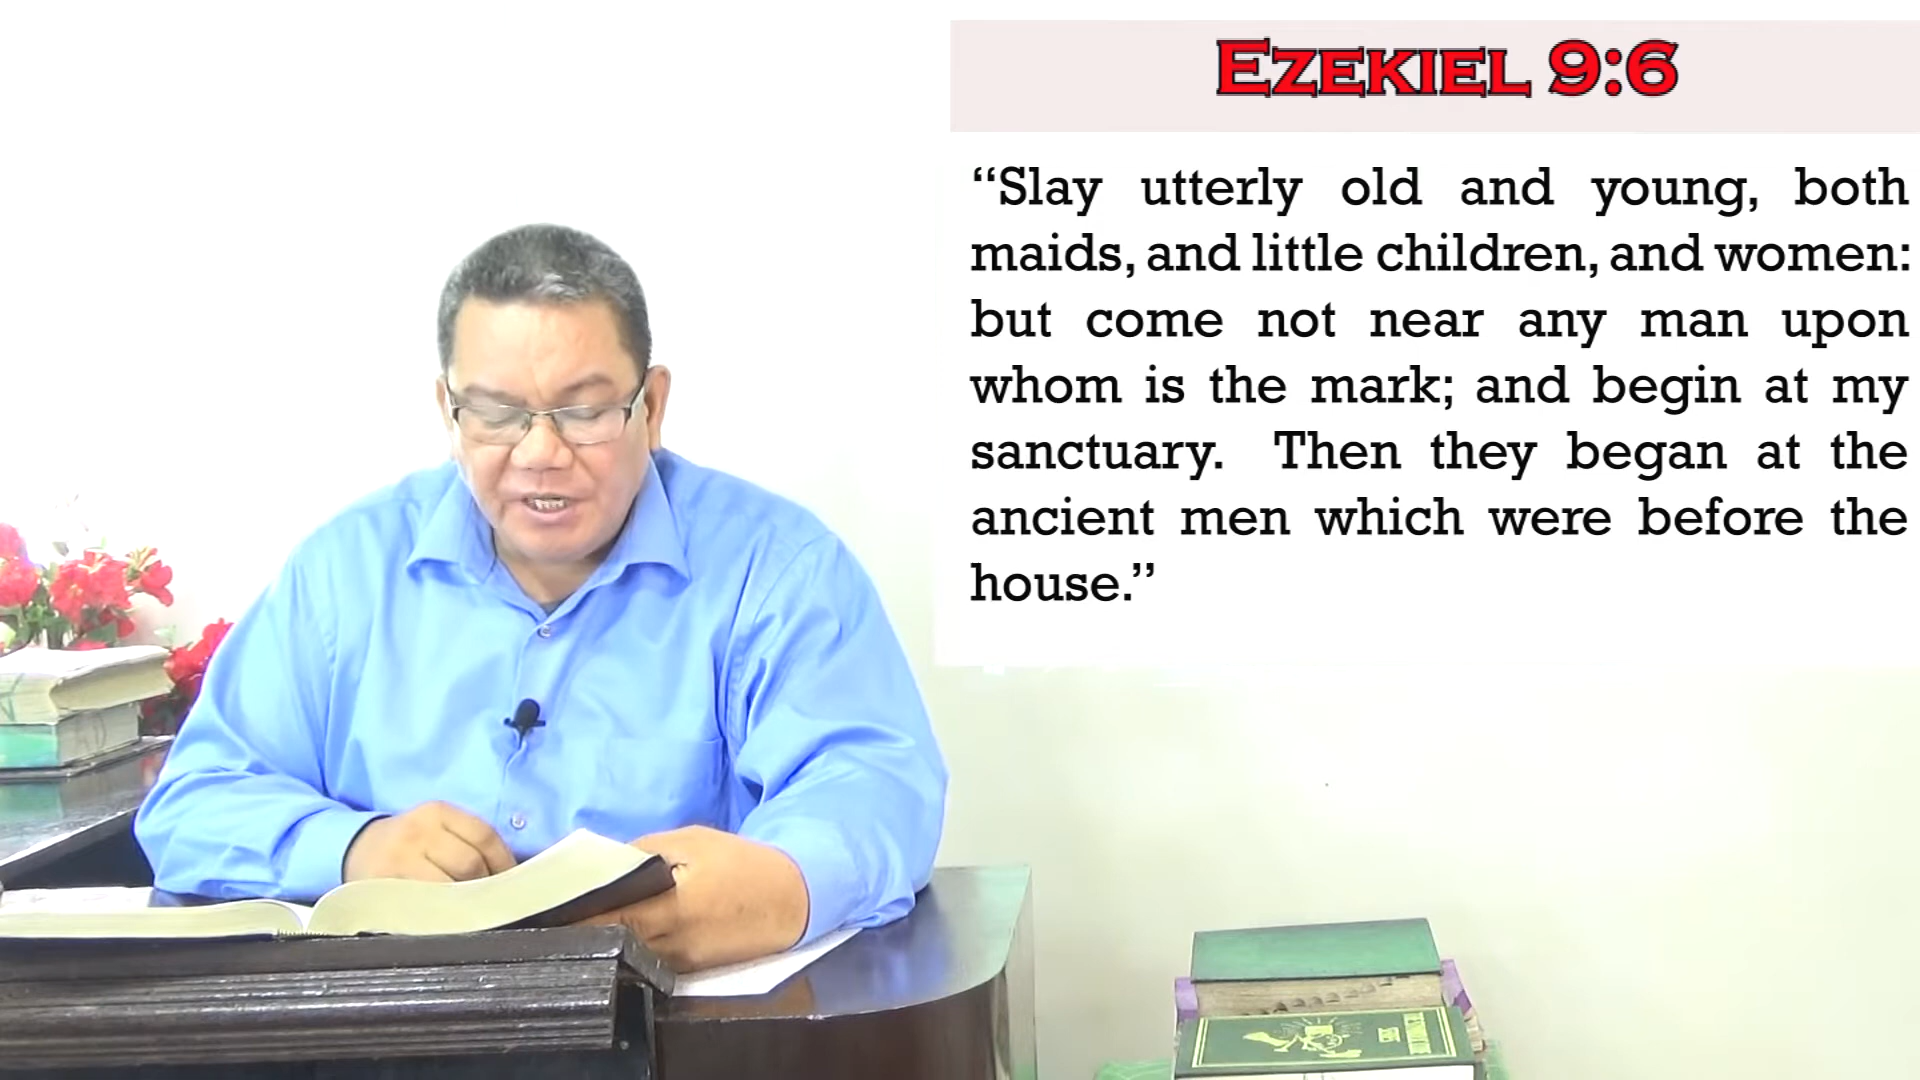 EZEKIEL 9:6
“Slay utterly old and young, both
maids, and little children, and women:
but come not near any man upon
whom is the mark; and begin at my
sanctuary. Then they began at the
ancient men which were before the
house.”